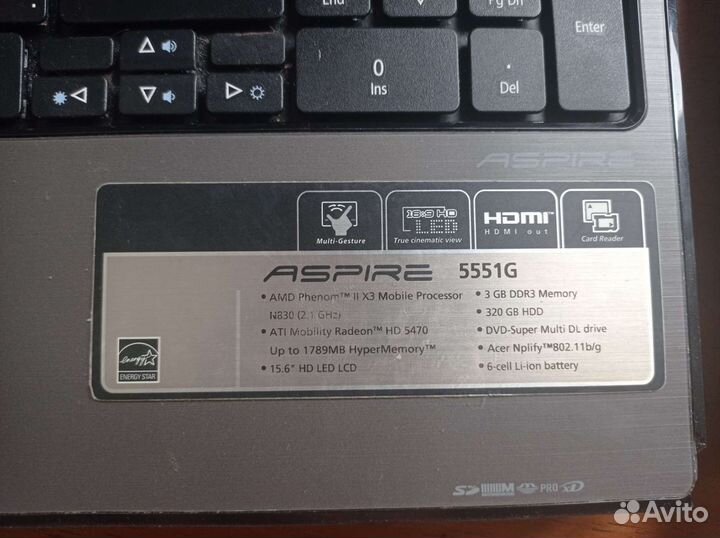 End
Pg Dn
Enter
0
Ins
.
Del
ASPIRE
Multi-Gesture
16x9 HD
LED
True cinematic view
HDMI
HDMI out
Card Reader
ASPIRE 5551G
• AMD Phenom™ II X3 Mobile Processor
N830 (2.1 GHz)
• ATI Mobility Radeon™ HD 5470
Up to 1789MB HyperMemory™
• 15.6" HD LED LCD
• 3 GB DDR3 Memory
• 320 GB HDD
• DVD-Super Multi DL drive
• Acer Nplify™802.11b/g
• 6-cell Li-ion battery
energy
ENERGY STAR
SD
PRO xD
Avito